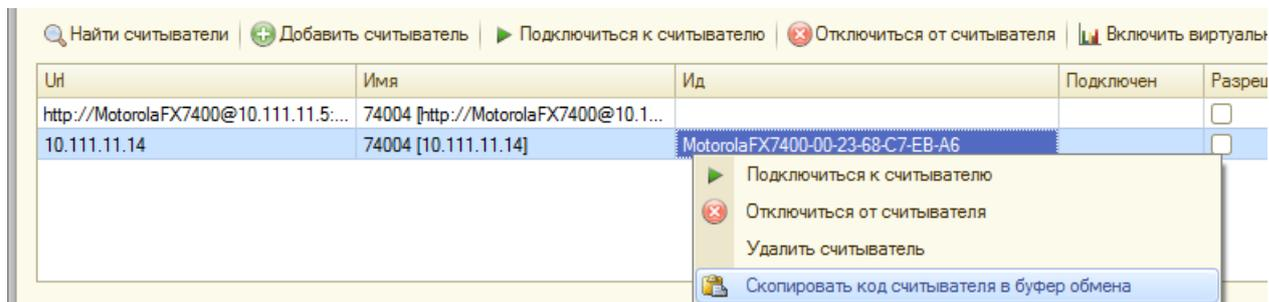 Найти считыватели Добавить считыватель Подключиться к считывателю Отключиться от считывателя Включить виртуальн
Url Имя Ид Подключен Разреш
http://MotorolaFX7400@10.111.11.5:... 74004 [http://MotorolaFX7400@10.1...
10.111.11.14 74004 [10.111.11.14] MotorolaFX7400-00-23-68-C7-EB-A6
Подключиться к считывателю
Отключиться от считывателя
Удалить считыватель
Скопировать код считывателя в буфер обмена